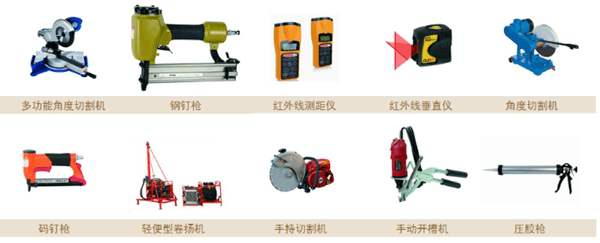 多功能角度切割机
钢钉枪
红外线测距仪
红外线垂直仪
角度切割机
码钉枪
轻便型卷扬机
手持切割机
手动开槽机
压胶枪